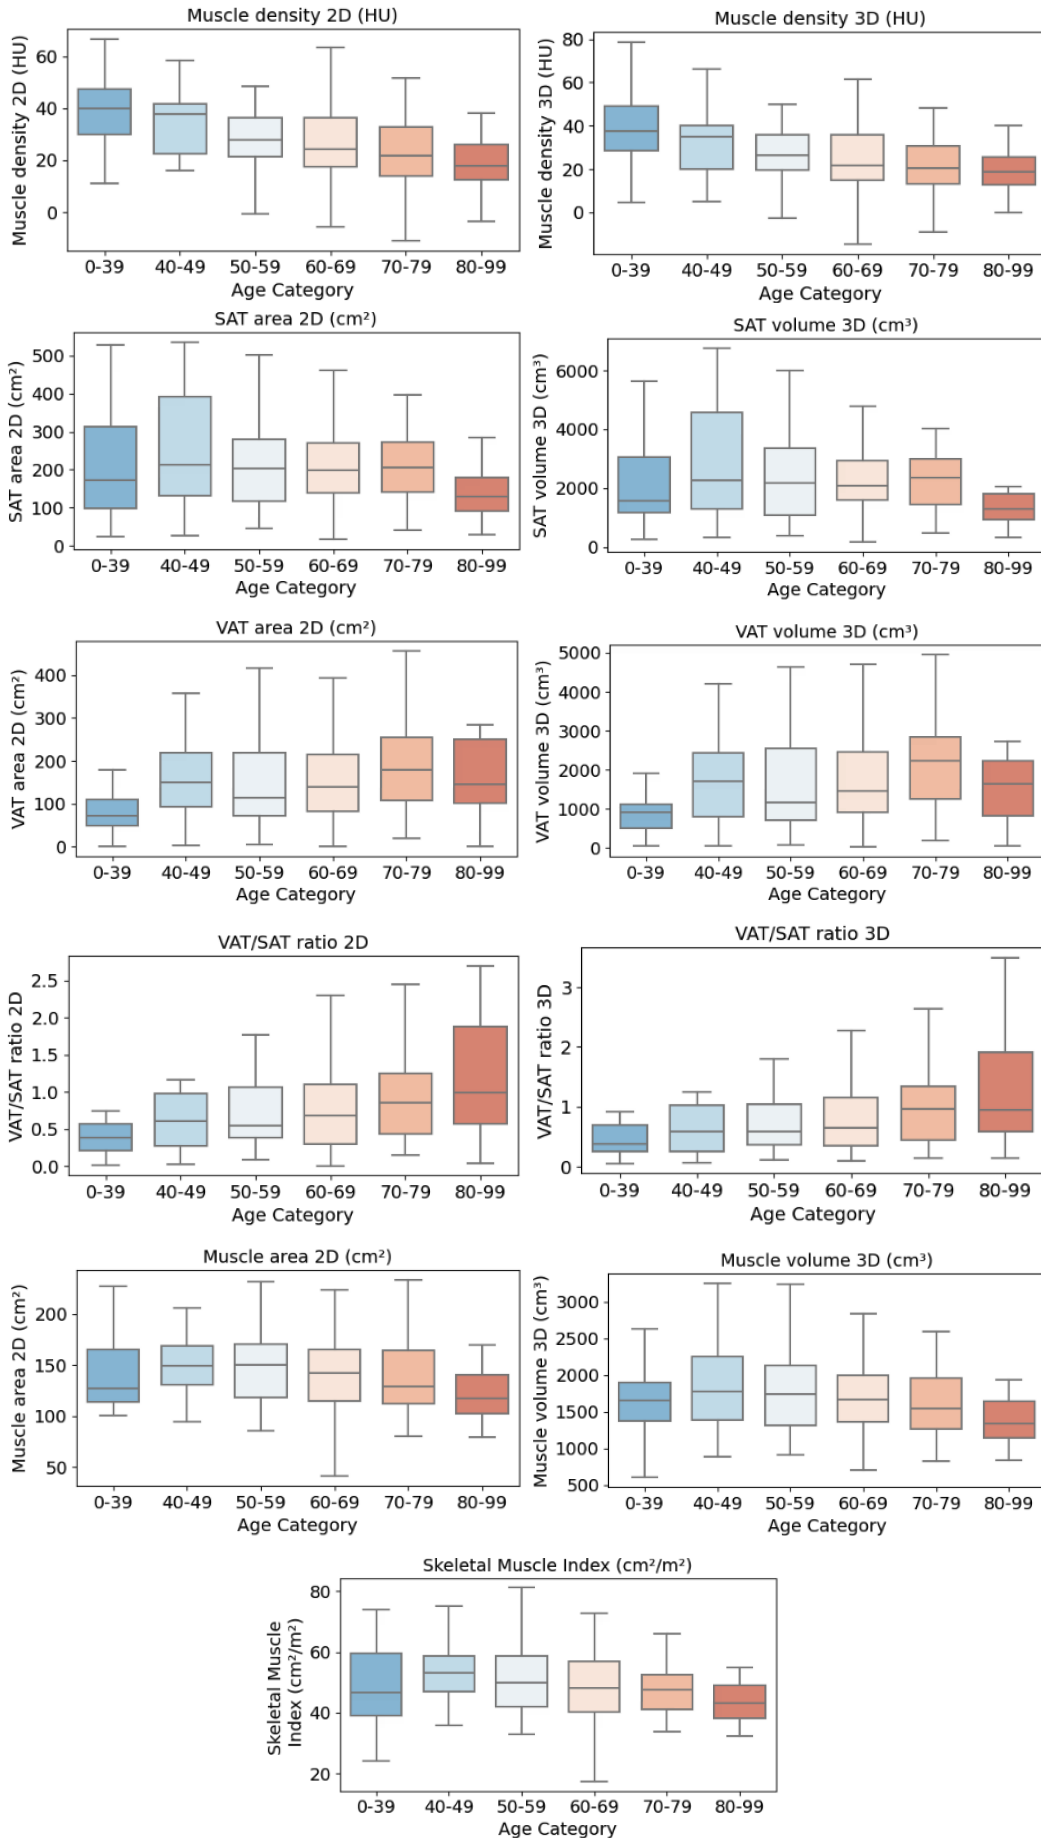 Muscle density 2D (HU)
Muscle density 2D (HU)
60
40
20
0
0-39 40-49 50-59 60-69 70-79 80-99
Age Category
Muscle density 3D (HU)
Muscle density 3D (HU)
80
60
40
20
0
0-39 40-49 50-59 60-69 70-79 80-99
Age Category
SAT area 2D (cm²)
SAT area 2D (cm²)
500
400
300
200
100
0
0-39 40-49 50-59 60-69 70-79 80-99
Age Category
SAT volume 3D (cm³)
SAT volume 3D (cm³)
6000
4000
2000
0
0-39 40-49 50-59 60-69 70-79 80-99
Age Category
VAT area 2D (cm²)
VAT area 2D (cm²)
400
300
200
100
0
0-39 40-49 50-59 60-69 70-79 80-99
Age Category
VAT volume 3D (cm³)
VAT volume 3D (cm³)
5000
4000
3000
2000
1000
0
0-39 40-49 50-59 60-69 70-79 80-99
Age Category
VAT/SAT ratio 2D
VAT/SAT ratio 2D
2.5
2.0
1.5
1.0
0.5
0.0
0-39 40-49 50-59 60-69 70-79 80-99
Age Category
VAT/SAT ratio 3D
VAT/SAT ratio 3D
3
2
1
0
0-39 40-49 50-59 60-69 70-79 80-99
Age Category
Muscle area 2D (cm²)
Muscle area 2D (cm²)
200
150
100
50
0-39 40-49 50-59 60-69 70-79 80-99
Age Category
Muscle volume 3D (cm³)
Muscle volume 3D (cm³)
3000
2500
2000
1500
1000
500
0-39 40-49 50-59 60-69 70-79 80-99
Age Category
Skeletal Muscle Index (cm²/m²)
Skeletal Muscle
Index (cm²/m²)
80
60
40
20
0-39 40-49 50-59 60-69 70-79 80-99
Age Category